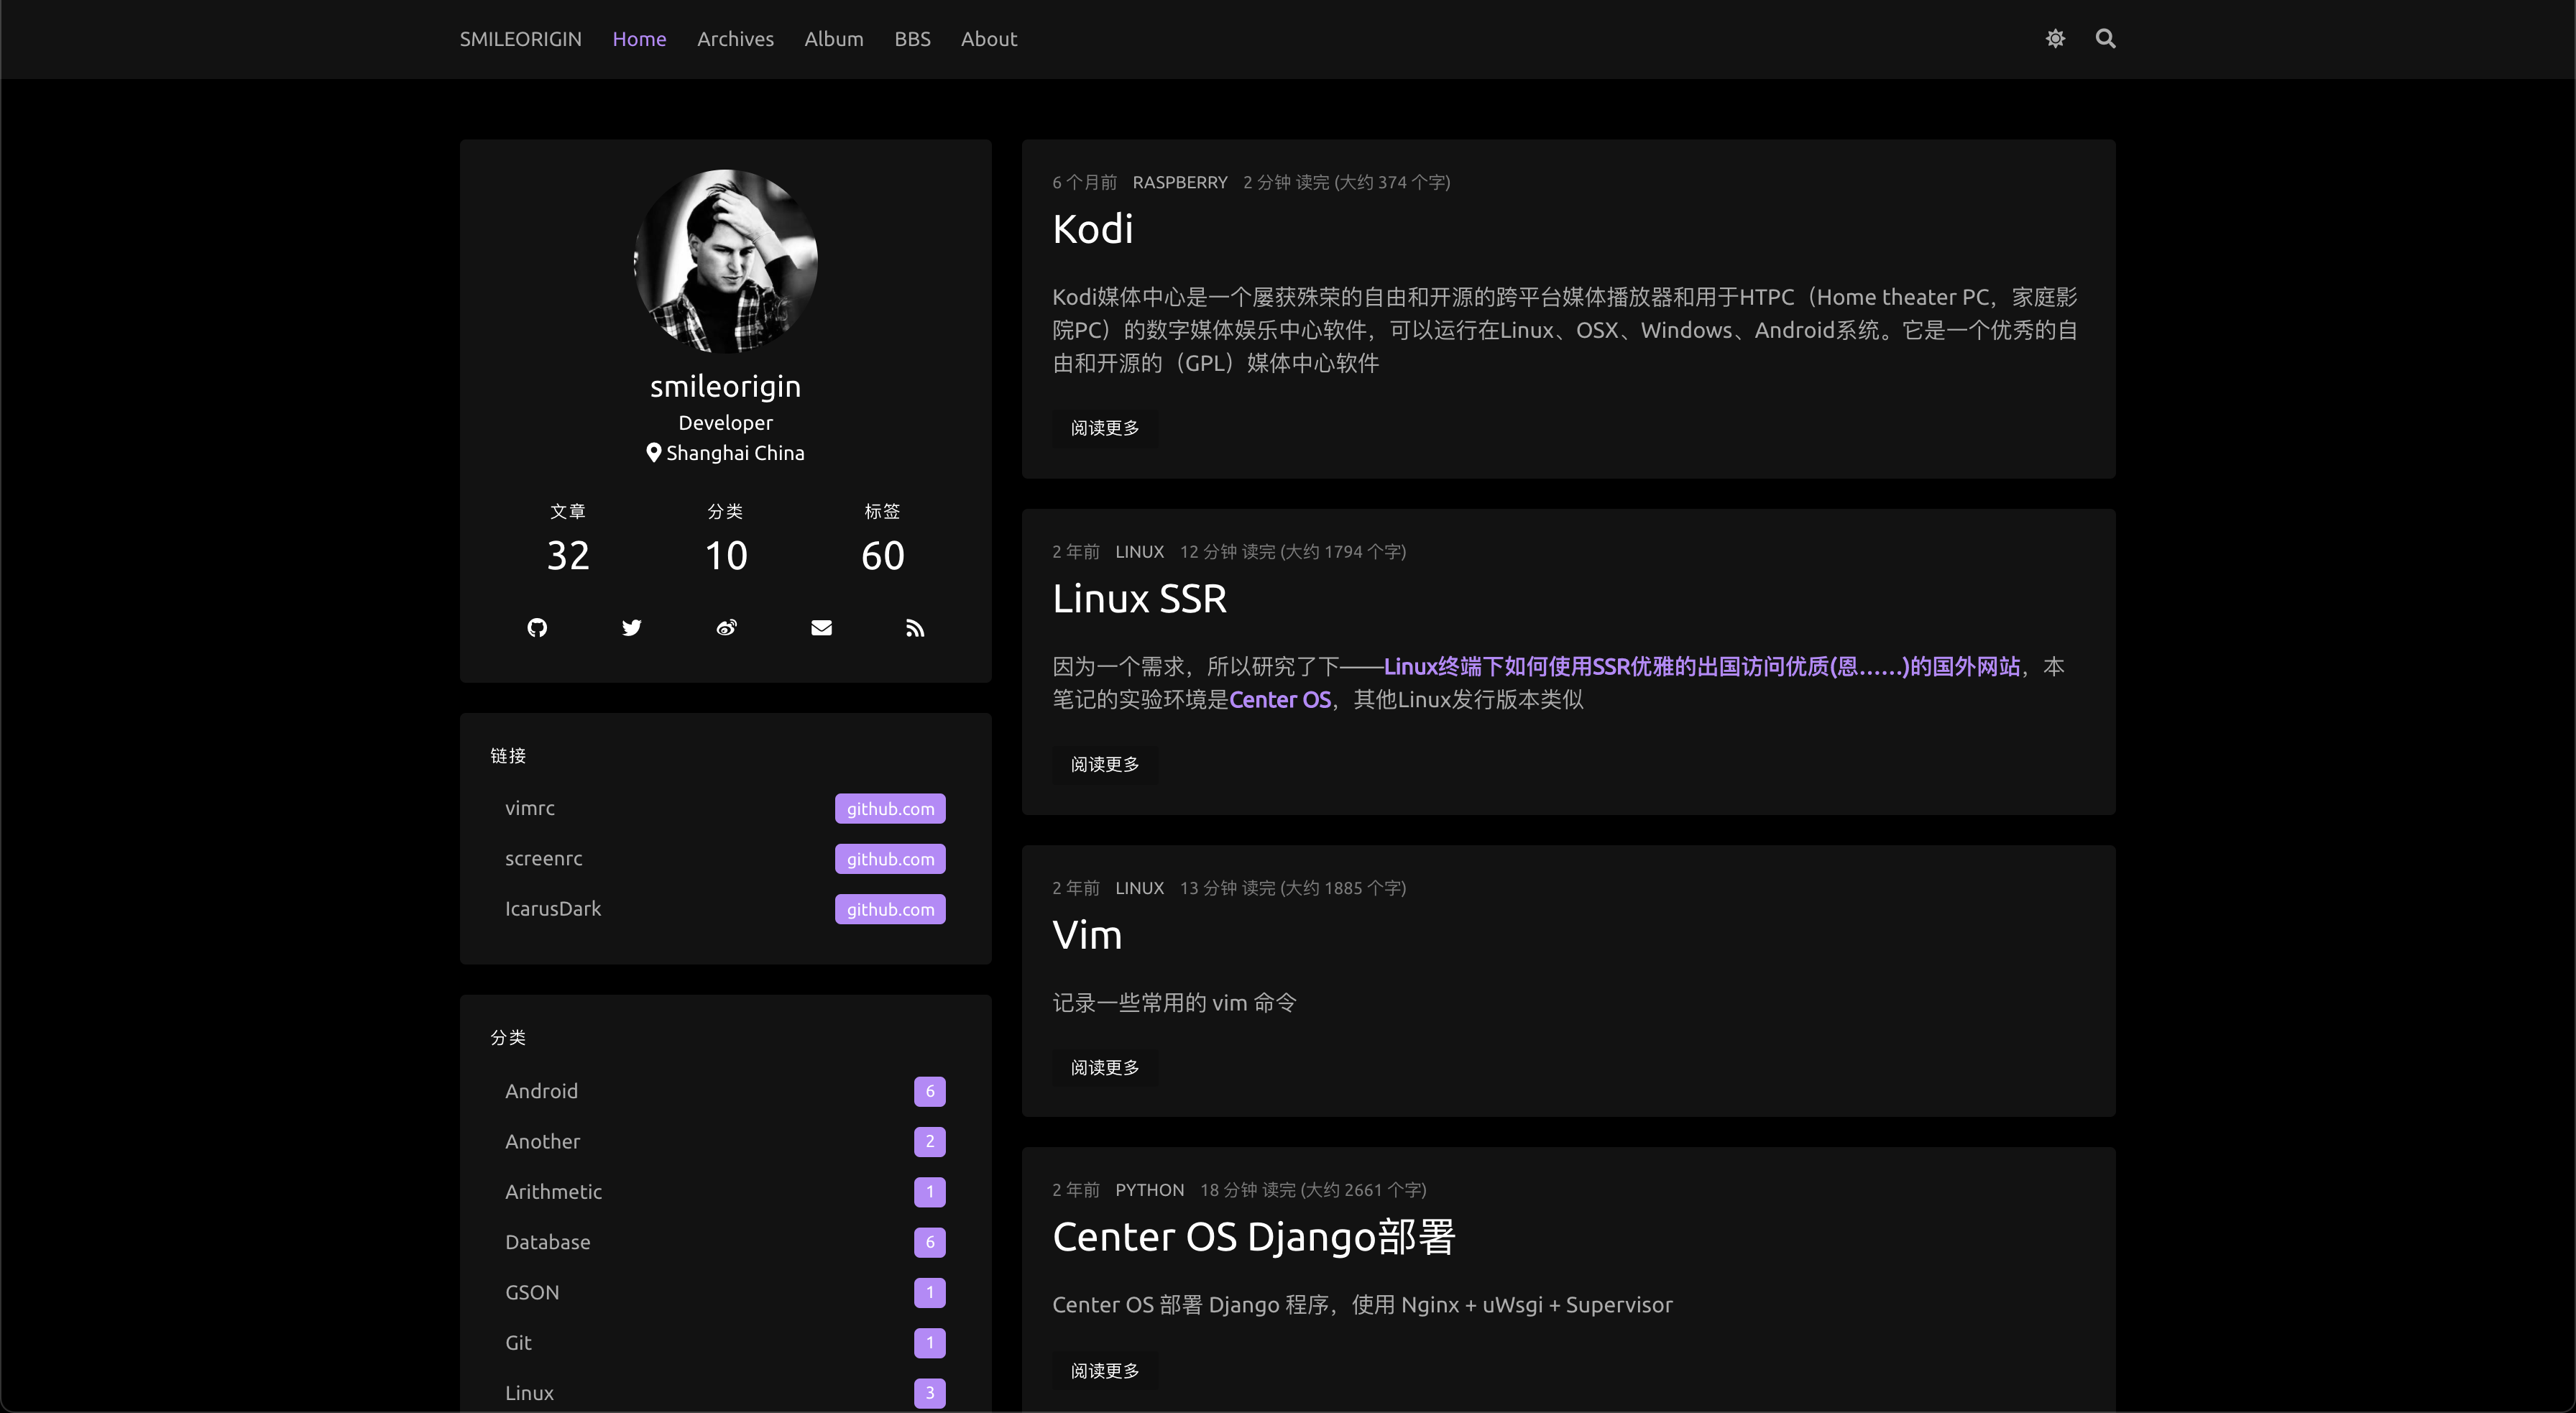 SMILEORIGIN Home Archives Album BBS About
smileorigin
Developer
Shanghai China
文章 分类 标签
32 10 60
链接
vimrc github.com
screenrc github.com
IcarusDark github.com
分类
Android 6
Another 2
Arithmetic 1
Database 6
GSON 1
Git 1
Linux 3
6 个月前 RASPBERRY 2 分钟 读完 (大约 374 个字)
Kodi
Kodi媒体中心是一个屡获殊荣的自由和开源的跨平台媒体播放器和用于HTPC（Home theater PC，家庭影
院PC）的数字媒体娱乐中心软件，可以运行在Linux、OSX、Windows、Android系统。它是一个优秀的自
由和开源的（GPL）媒体中心软件
阅读更多
2 年前 LINUX 12 分钟 读完 (大约 1794 个字)
Linux SSR
因为一个需求，所以研究了下——Linux终端下如何使用SSR优雅的出国访问优质(恩……)的国外网站，本
笔记的实验环境是Center OS，其他Linux发行版本类似
阅读更多
2 年前 LINUX 13 分钟 读完 (大约 1885 个字)
Vim
记录一些常用的 vim 命令
阅读更多
2 年前 PYTHON 18 分钟 读完 (大约 2661 个字)
Center OS Django部署
Center OS 部署 Django 程序，使用 Nginx + uWsgi + Supervisor
阅读更多